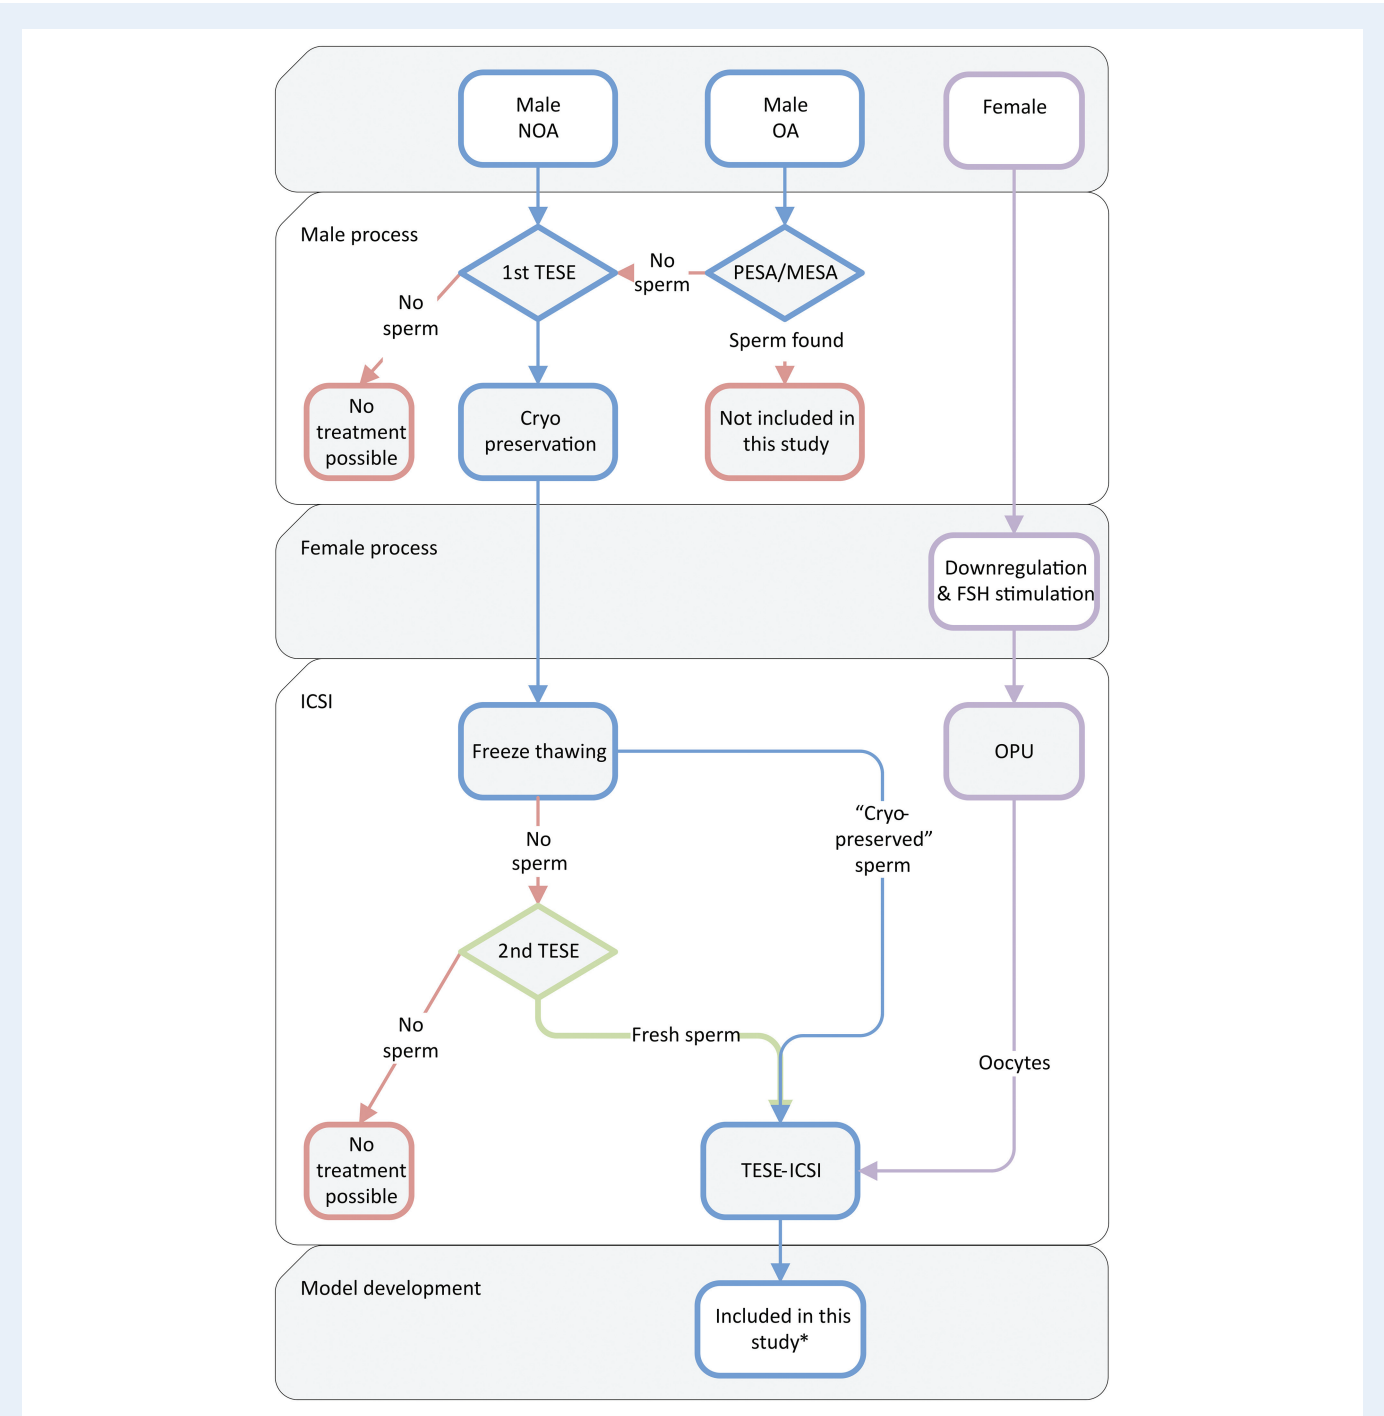 Male
NOA
Male
OA
Female
Male process
1st TESE
No
sperm
PESA/MESA
No
sperm
Sperm found
No
treatment
possible
Cryo
preservation
Not included in
this study
Female process
Downregulation
& FSH stimulation
ICSI
Freeze thawing
OPU
“Cryo-
preserved”
sperm
No
sperm
2nd TESE
No
sperm
Fresh sperm
Oocytes
No
treatment
possible
TESE-ICSI
Model development
Included in this
study*